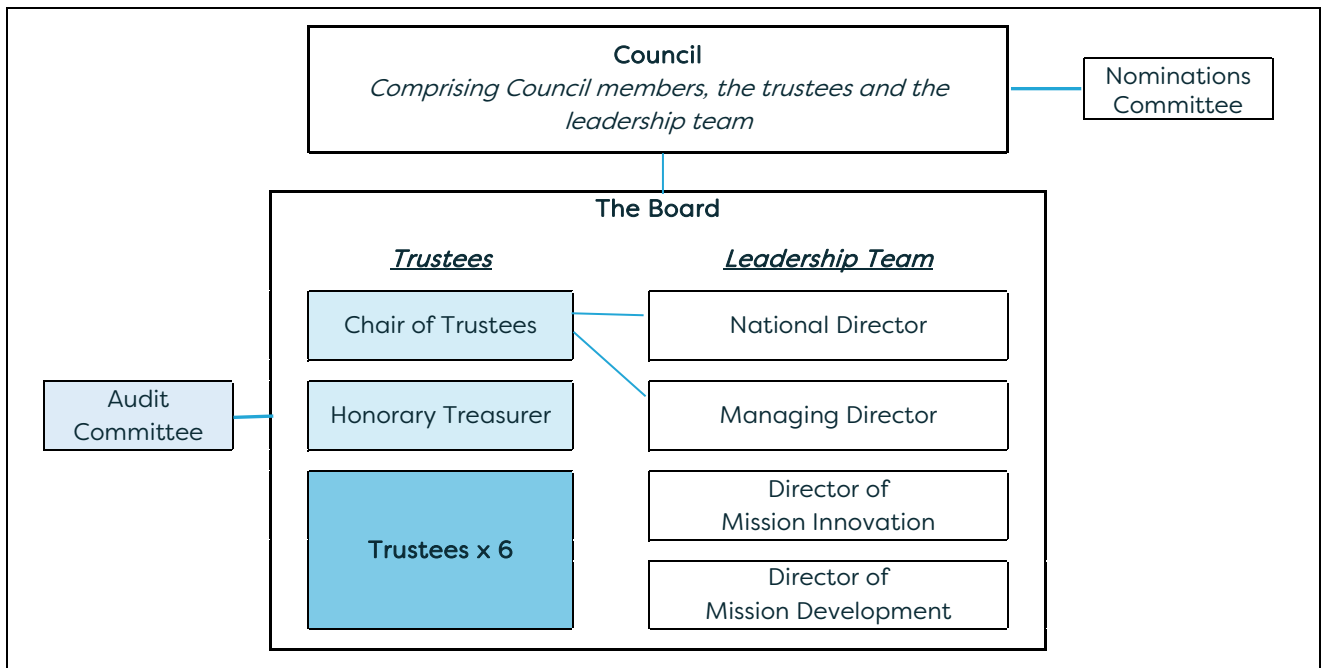 Council
Comprising Council members, the trustees and the
leadership team
Nominations
Committee
The Board
Trustees
Leadership Team
Chair of Trustees
National Director
Audit
Committee
Honorary Treasurer
Managing Director
Trustees x 6
Director of
Mission Innovation
Director of
Mission Development